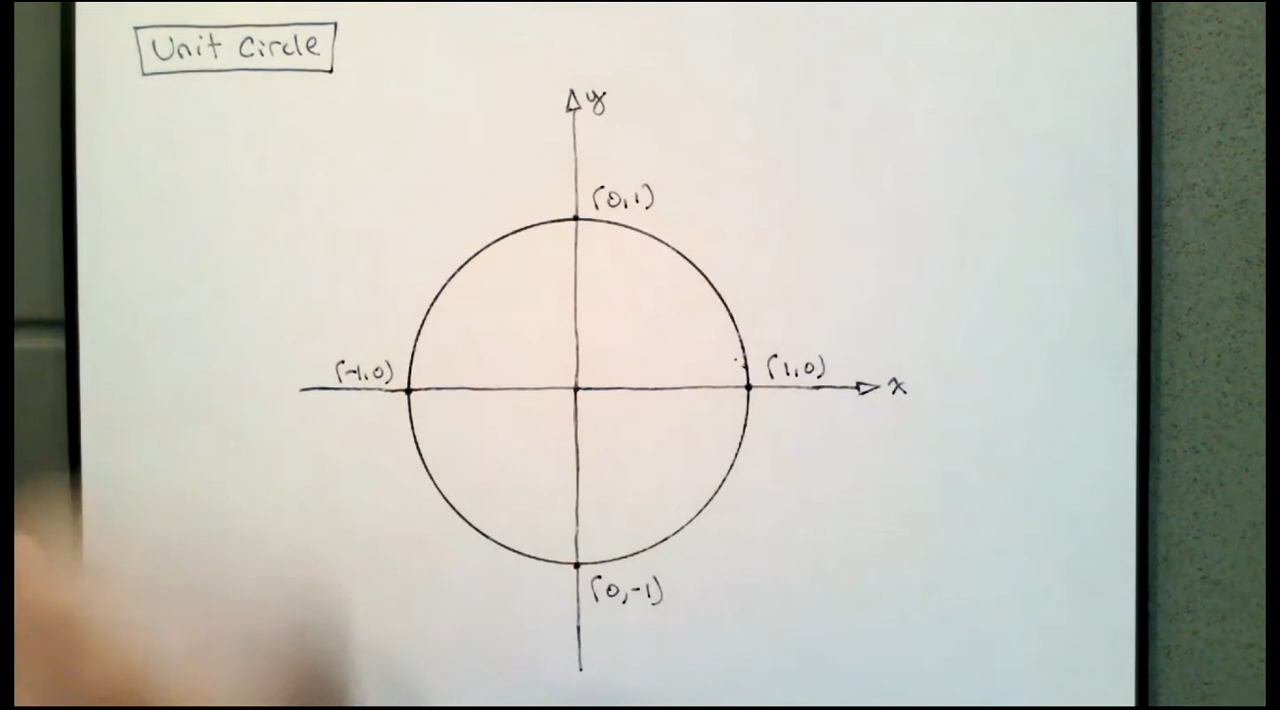 Unit Circle
y
(0,1)
(-1,0)
(1,0)
x
(0,-1)